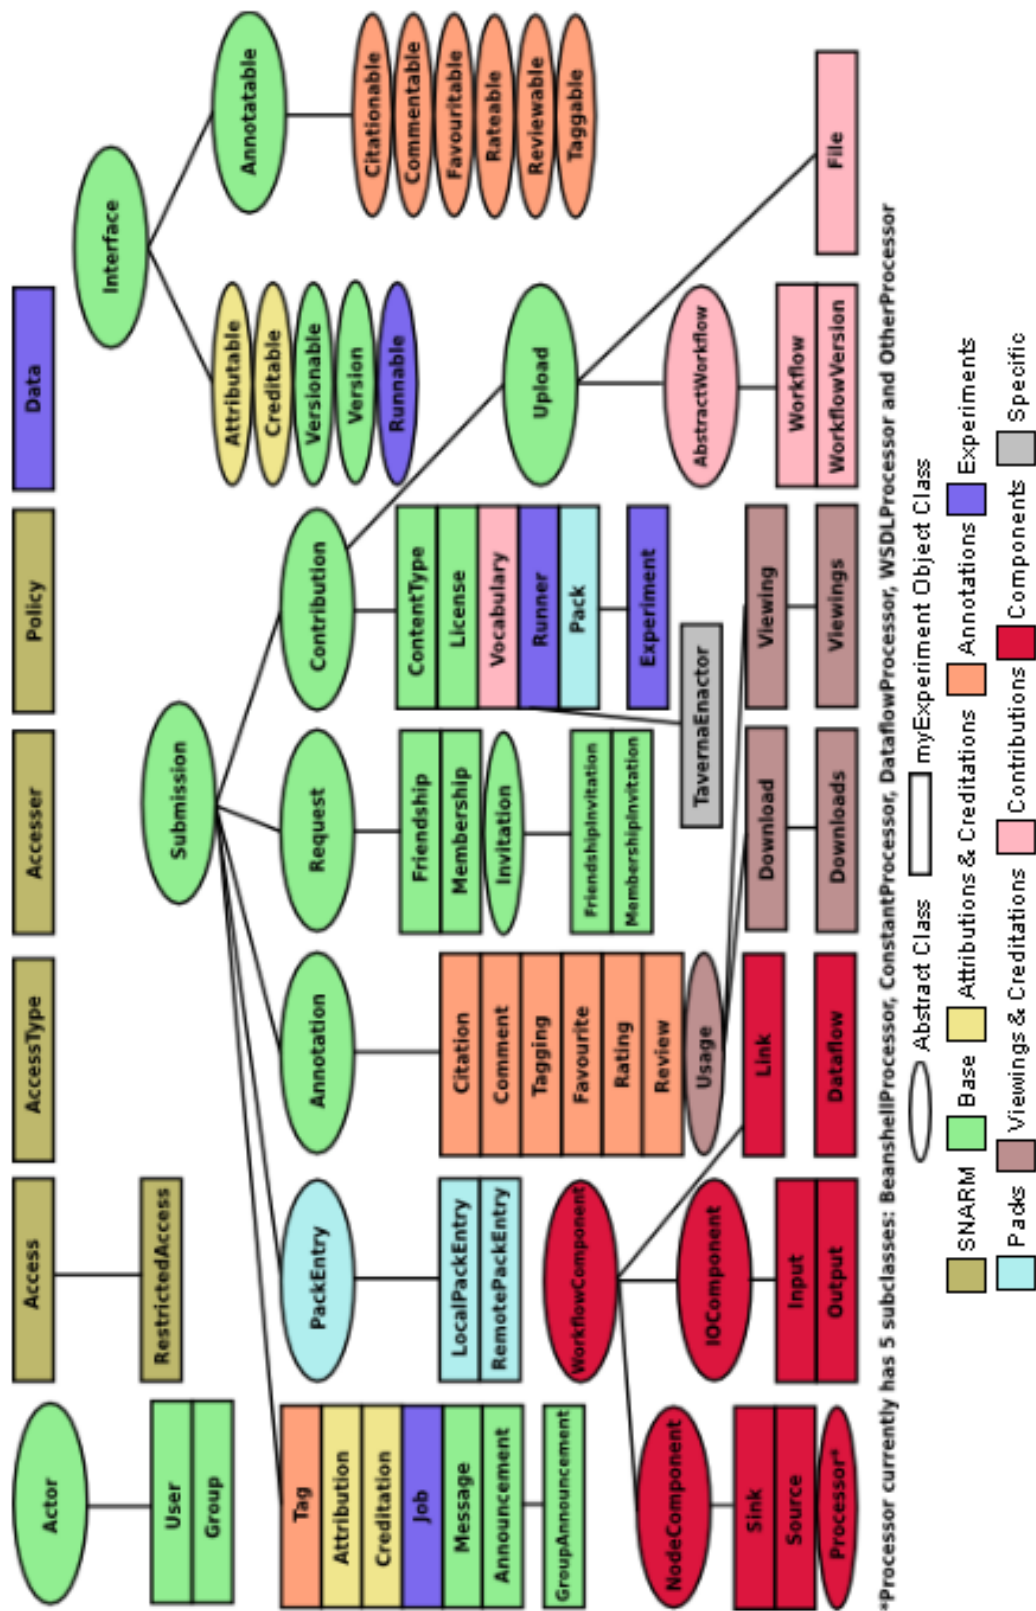 Actor
Access
AccessType
Accesser
Policy
Data
Interface
User
Group
RestrictedAccess
Submission
Attributable
Creditable
Versionable
Version
Runnable
Annotatable
Citationable
Commentable
Favouritable
Rateable
Reviewable
Taggable
Tag
Attribution
Creditation
Job
Message
Announcement
GroupAnnouncement
PackEntry
LocalPackEntry
RemotePackEntry
Annotation
Citation
Comment
Tagging
Favourite
Rating
Review
Usage
Request
Friendship
Membership
Invitation
FriendshipInvitation
MembershipInvitation
Contribution
ContentType
License
Vocabulary
Runner
Pack
Experiment
TavernaEnactor
Upload
AbstractWorkflow
Workflow
WorkflowVersion
File
WorkflowComponent
NodeComponent
Sink
Source
Processor*
IOComponent
Input
Output
Link
Dataflow
Download
Downloads
Viewing
Viewings
*Processor currently has 5 subclasses: BeanshellProcessor, ConstantProcessor, DataflowProcessor, WSDLProcessor and OtherProcessor
Abstract Class myExperiment Object Class
SNARM Base Attributions & Creditations Annotations Experiments
Packs Viewings & Creditations Contributions Components Specific